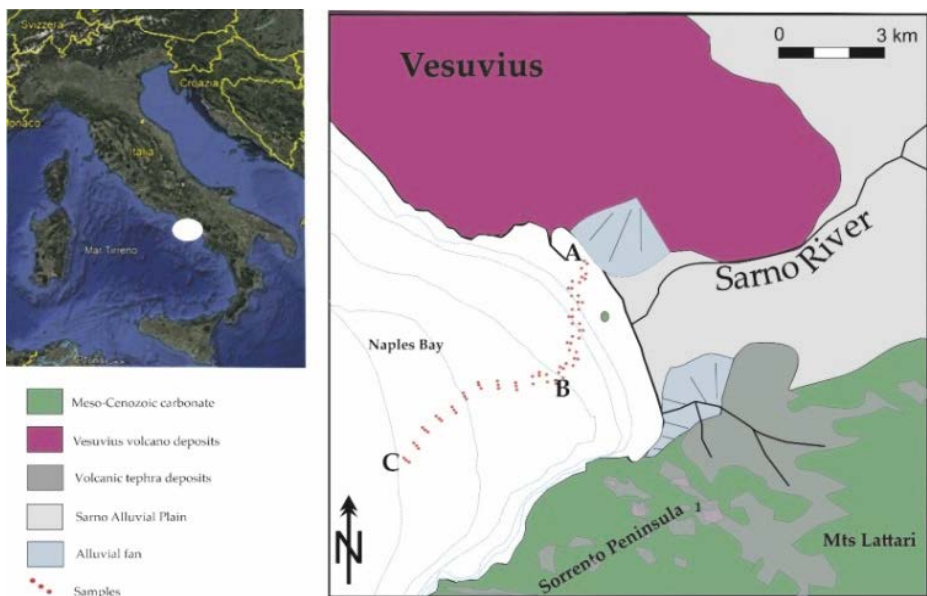 Svizzera
Croazia
Monaco
Italia
Mar Tirreno
Meso-Cenozoic carbonate
Vesuvius volcano deposits
Volcanic tephra deposits
Sarno Alluvial Plain
Alluvial fan
Samples
0 3 km
Vesuvius
Sarno River
A
Naples Bay
B
C
N
Sorrento Peninsula
Mts Lattari